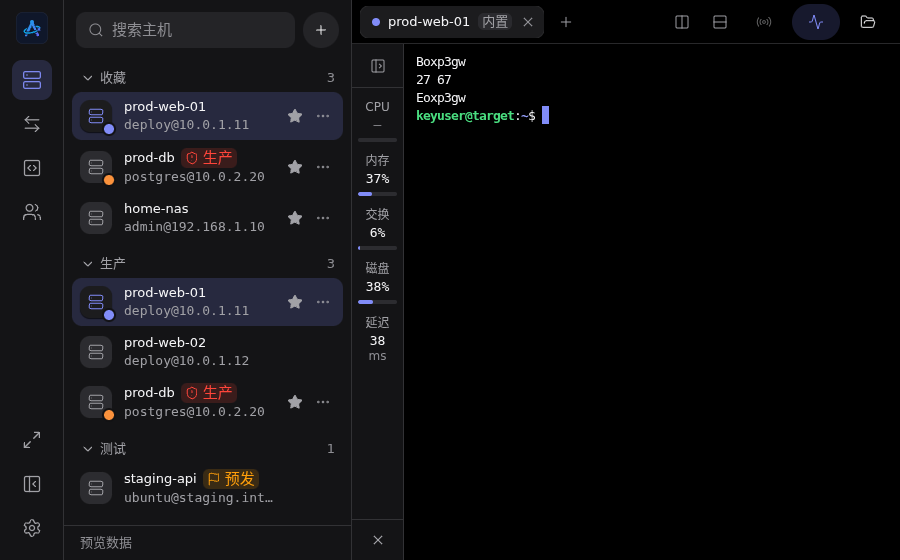 搜索主机
收藏 3
prod-web-01
deploy@10.0.1.11
prod-db 生产
postgres@10.0.2.20
home-nas
admin@192.168.1.10
生产 3
prod-web-01
deploy@10.0.1.11
prod-web-02
deploy@10.0.1.12
prod-db 生产
postgres@10.0.2.20
测试 1
staging-api 预发
ubuntu@staging.int…
预览数据
prod-web-01 内置
CPU
—
内存
37%
交换
6%
磁盘
38%
延迟
38
ms
Boxp3gw
27 67
Eoxp3gw
keyuser@target:~$